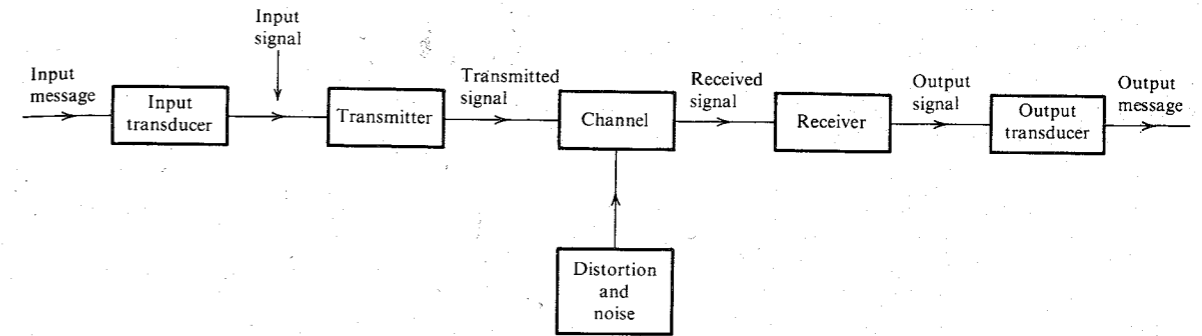 Input
signal
Input
message
Input
transducer
Transmitter
Transmitted
signal
Channel
Received
signal
Receiver
Output
signal
Output
transducer
Output
message
Distortion
and
noise